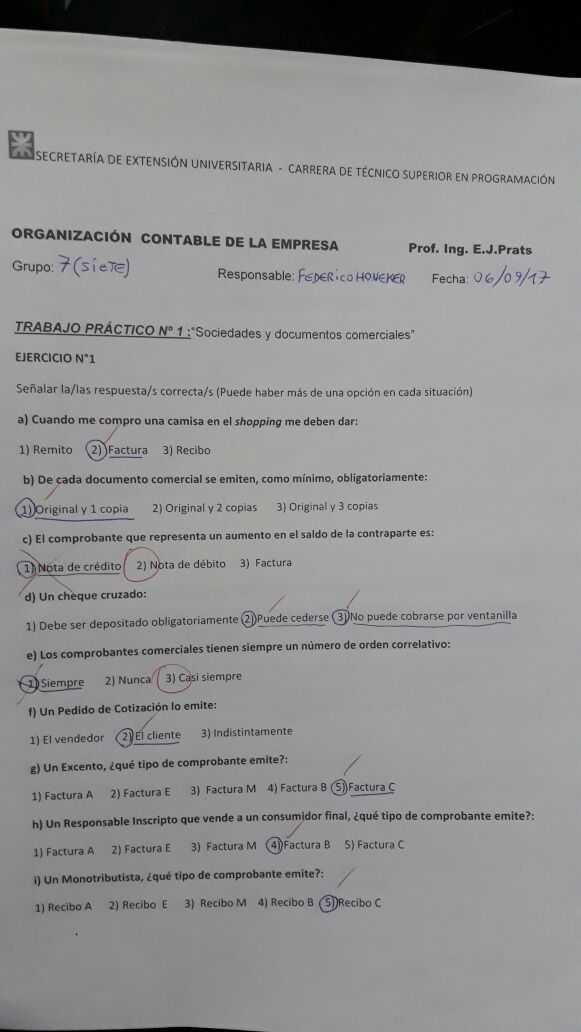 SECRETARÍA DE EXTENSIÓN UNIVERSITARIA - CARRERA DE TÉCNICO SUPERIOR EN PROGRAMACIÓN
ORGANIZACIÓN CONTABLE DE LA EMPRESA Prof. Ing. E.J.Prats
Grupo: 7 (SieTE) Responsable: FEDERICO HONEKER Fecha: 06/09/17
TRABAJO PRÁCTICO Nº 1 :"Sociedades y documentos comerciales"
EJERCICIO N°1
Señalar la/las respuesta/s correcta/s (Puede haber más de una opción en cada situación)
a) Cuando me compro una camisa en el shopping me deben dar:
1) Remito 2) Factura 3) Recibo
b) De cada documento comercial se emiten, como mínimo, obligatoriamente:
1) Original y 1 copia 2) Original y 2 copias 3) Original y 3 copias
c) El comprobante que representa un aumento en el saldo de la contraparte es:
1) Nota de crédito 2) Nota de débito 3) Factura
d) Un cheque cruzado:
1) Debe ser depositado obligatoriamente 2) Puede cederse 3) No puede cobrarse por ventanilla
e) Los comprobantes comerciales tienen siempre un número de orden correlativo:
1) Siempre 2) Nunca 3) Casi siempre
f) Un Pedido de Cotización lo emite:
1) El vendedor 2) El cliente 3) Indistintamente
g) Un Excento, ¿qué tipo de comprobante emite?:
1) Factura A 2) Factura E 3) Factura M 4) Factura B 5) Factura C
h) Un Responsable Inscripto que vende a un consumidor final, ¿qué tipo de comprobante emite?:
1) Factura A 2) Factura E 3) Factura M 4) Factura B 5) Factura C
i) Un Monotributista, ¿qué tipo de comprobante emite?:
1) Recibo A 2) Recibo E 3) Recibo M 4) Recibo B 5) Recibo C